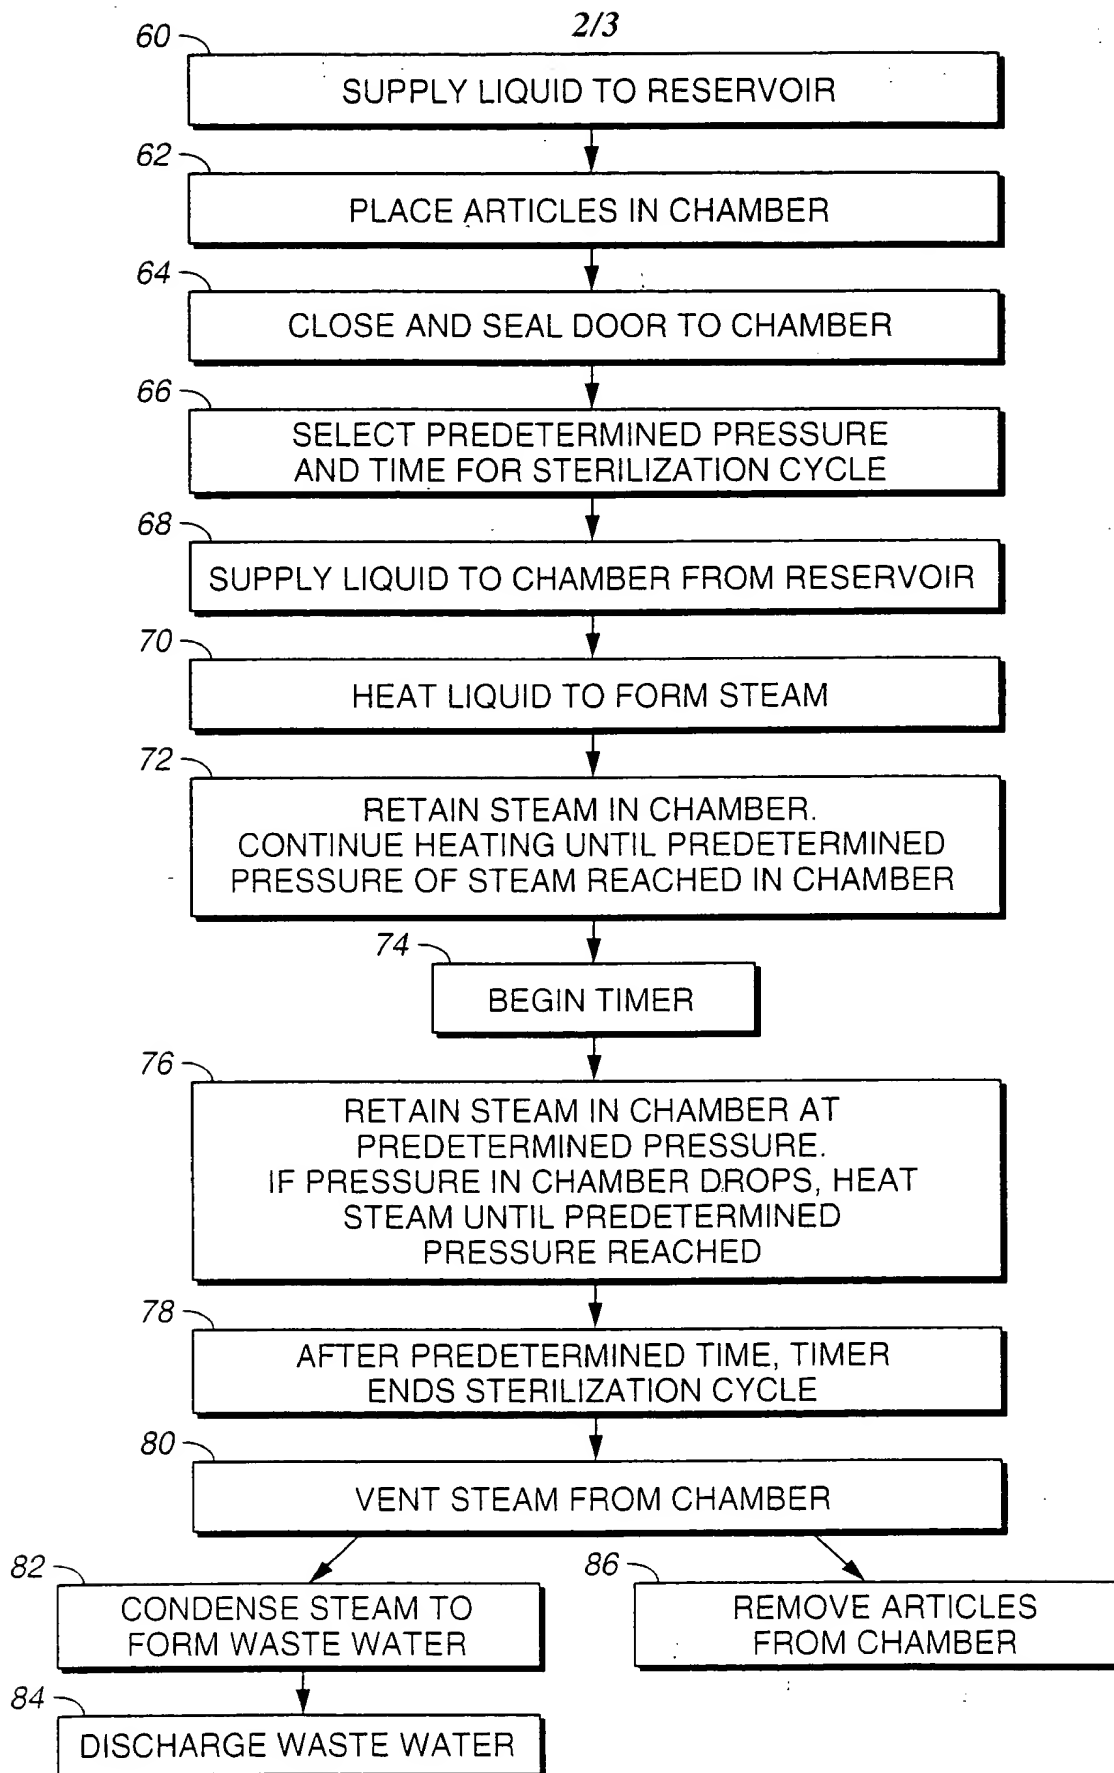 2/3
60
SUPPLY LIQUID TO RESERVOIR
62
PLACE ARTICLES IN CHAMBER
64
CLOSE AND SEAL DOOR TO CHAMBER
66
SELECT PREDETERMINED PRESSURE
AND TIME FOR STERILIZATION CYCLE
68
SUPPLY LIQUID TO CHAMBER FROM RESERVOIR
70
HEAT LIQUID TO FORM STEAM
72
RETAIN STEAM IN CHAMBER.
CONTINUE HEATING UNTIL PREDETERMINED
PRESSURE OF STEAM REACHED IN CHAMBER
74
BEGIN TIMER
76
RETAIN STEAM IN CHAMBER AT
PREDETERMINED PRESSURE.
IF PRESSURE IN CHAMBER DROPS, HEAT
STEAM UNTIL PREDETERMINED
PRESSURE REACHED
78
AFTER PREDETERMINED TIME, TIMER
ENDS STERILIZATION CYCLE
80
VENT STEAM FROM CHAMBER
82
CONDENSE STEAM TO
FORM WASTE WATER
86
REMOVE ARTICLES
FROM CHAMBER
84
DISCHARGE WASTE WATER